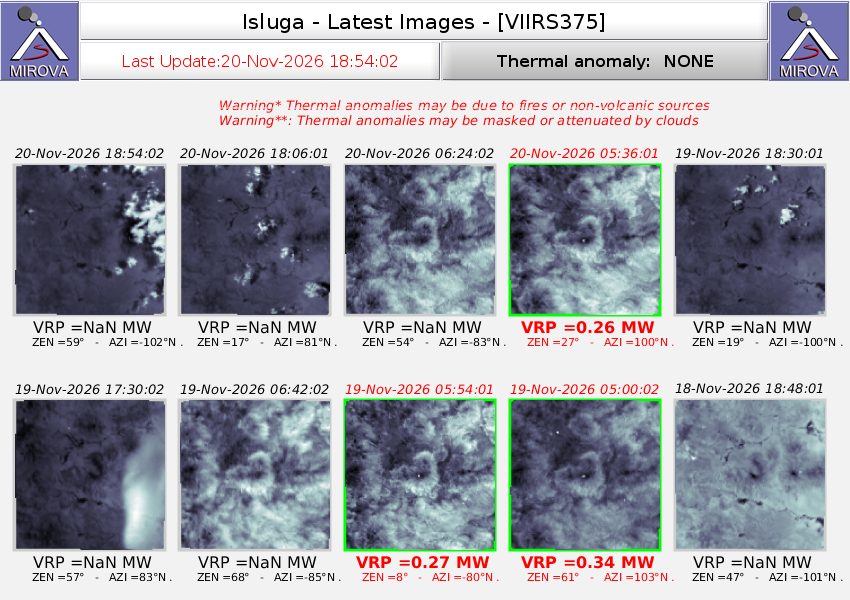 Isluga - Latest Images - [VIIRS375]
MIROVA
MIROVA
Last Update:20-Nov-2026 18:54:02
Thermal anomaly: NONE
Warning* Thermal anomalies may be due to fires or non-volcanic sources
Warning**: Thermal anomalies may be masked or attenuated by clouds
20-Nov-2026 18:54:02
20-Nov-2026 18:06:01
20-Nov-2026 06:24:02
20-Nov-2026 05:36:01
19-Nov-2026 18:30:01
VRP =NaN MW
VRP =NaN MW
VRP =NaN MW
VRP =0.26 MW
VRP =NaN MW
ZEN =59° - AZI =-102°N .
ZEN =17° - AZI =81°N .
ZEN =54° - AZI =-83°N .
ZEN =27° - AZI =100°N .
ZEN =19° - AZI =-100°N .
19-Nov-2026 17:30:02
19-Nov-2026 06:42:02
19-Nov-2026 05:54:01
19-Nov-2026 05:00:02
18-Nov-2026 18:48:01
VRP =NaN MW
VRP =NaN MW
VRP =0.27 MW
VRP =0.34 MW
VRP =NaN MW
ZEN =57° - AZI =83°N .
ZEN =68° - AZI =-85°N .
ZEN =8° - AZI =-80°N .
ZEN =61° - AZI =103°N .
ZEN =47° - AZI =-101°N .